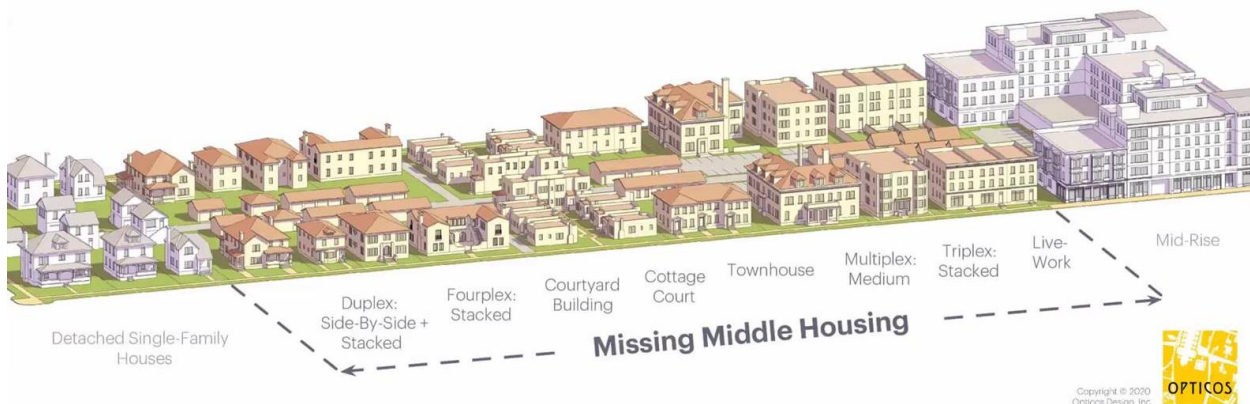 Detached Single-Family
Houses
Duplex:
Side-By-Side +
Stacked
Fourplex:
Stacked
Courtyard
Building
Cottage
Court
Townhouse
Multiplex:
Medium
Triplex:
Stacked
Live-
Work
Mid-Rise
Missing Middle Housing
OPTICOS
Copyright © 2020
Opticos Design, Inc.